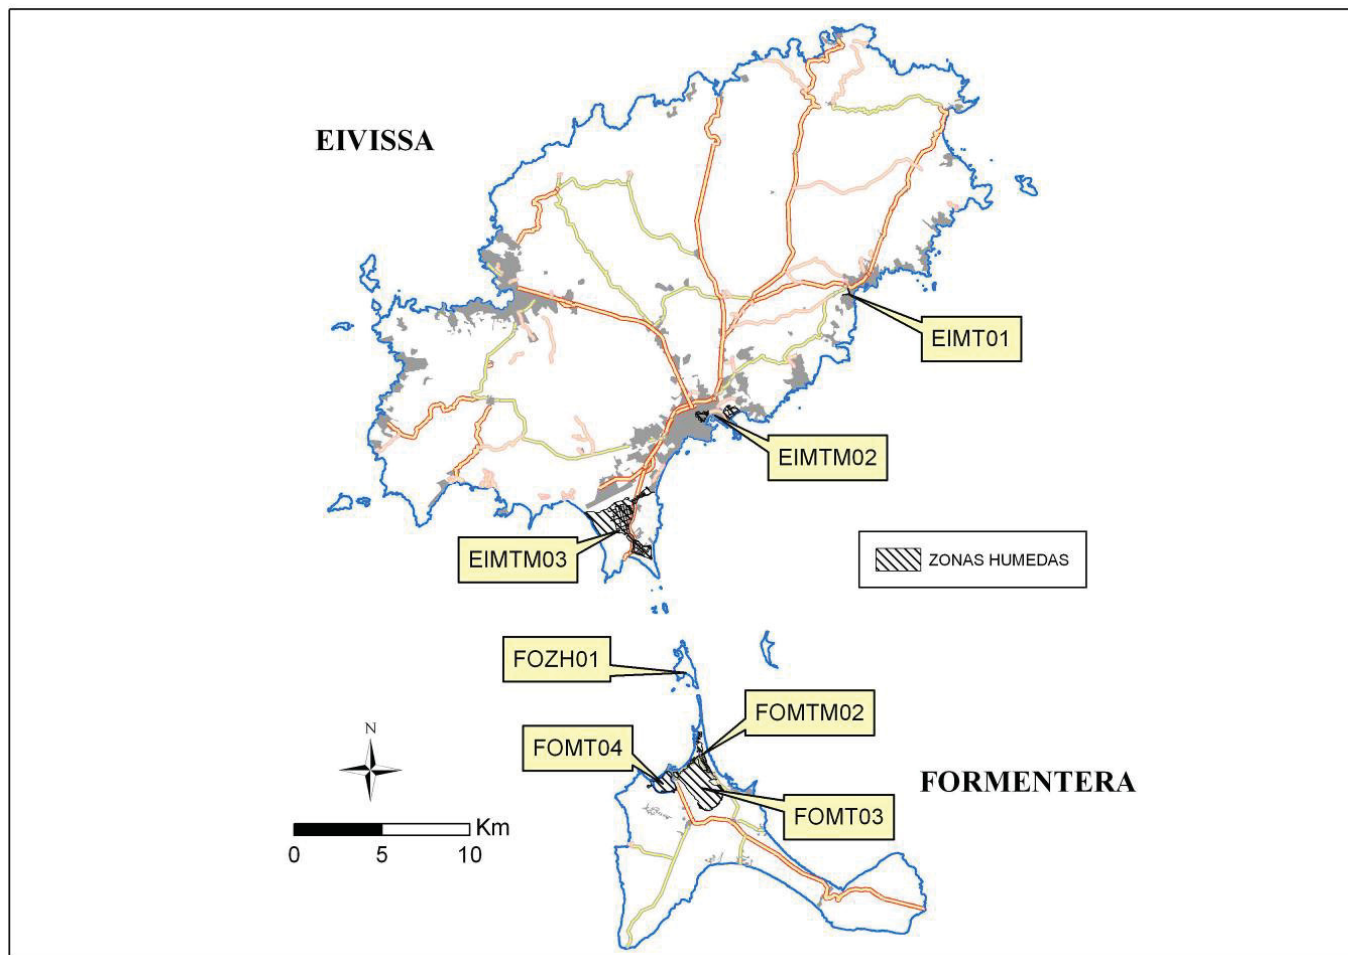 EIVISSA
EIMT01
EIMTM02
EIMTM03
ZONAS HUMEDAS
FOZH01
FOMTM02
FOMT04
N
FORMENTERA
FOMT03
Km
0 5 10